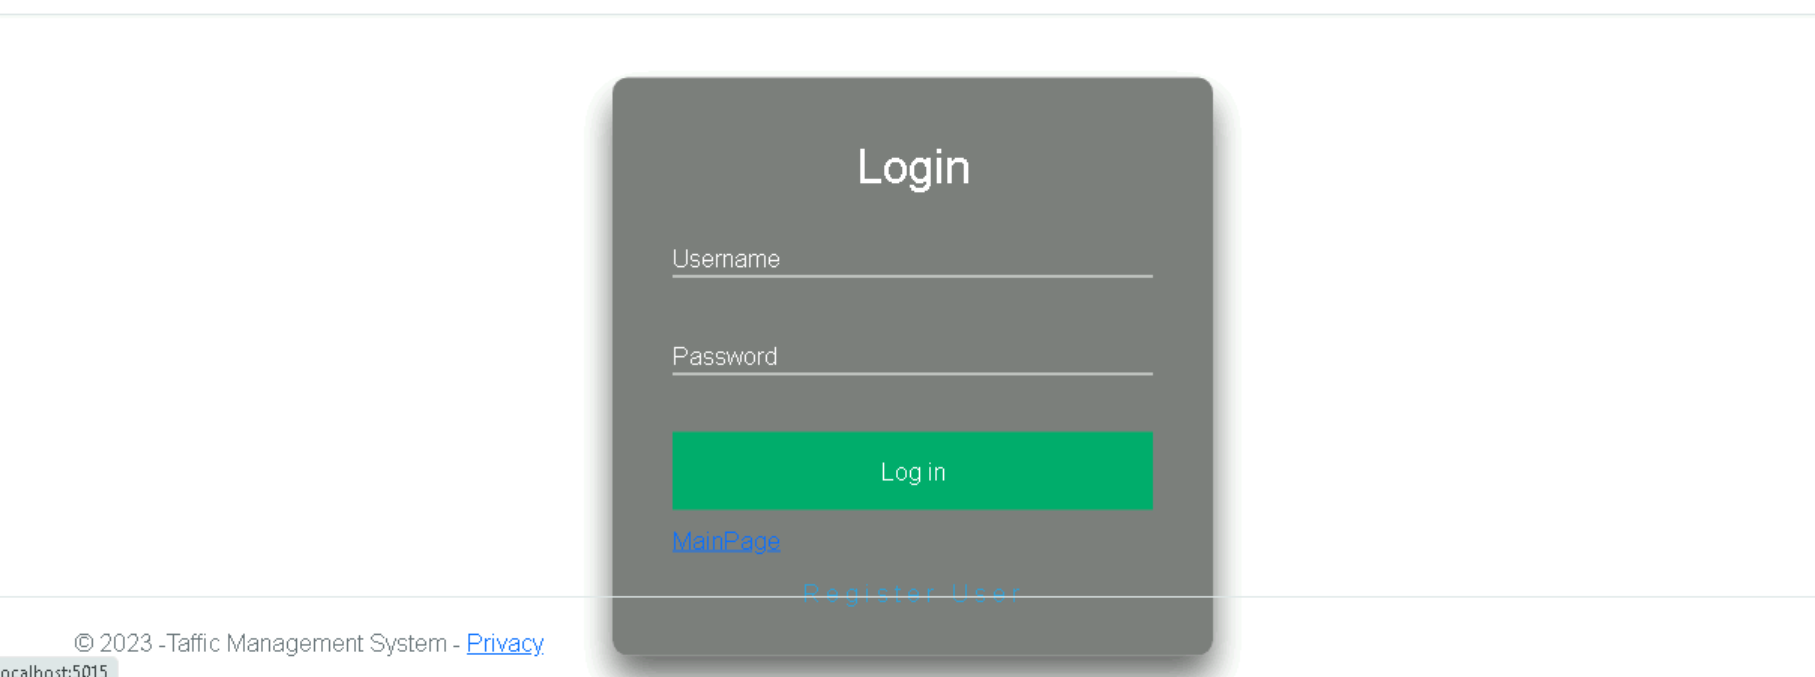 Login
Username
Password
Log in
MainPage
Register User
© 2023 -Taffic Management System - Privacy
ocalhost:5015